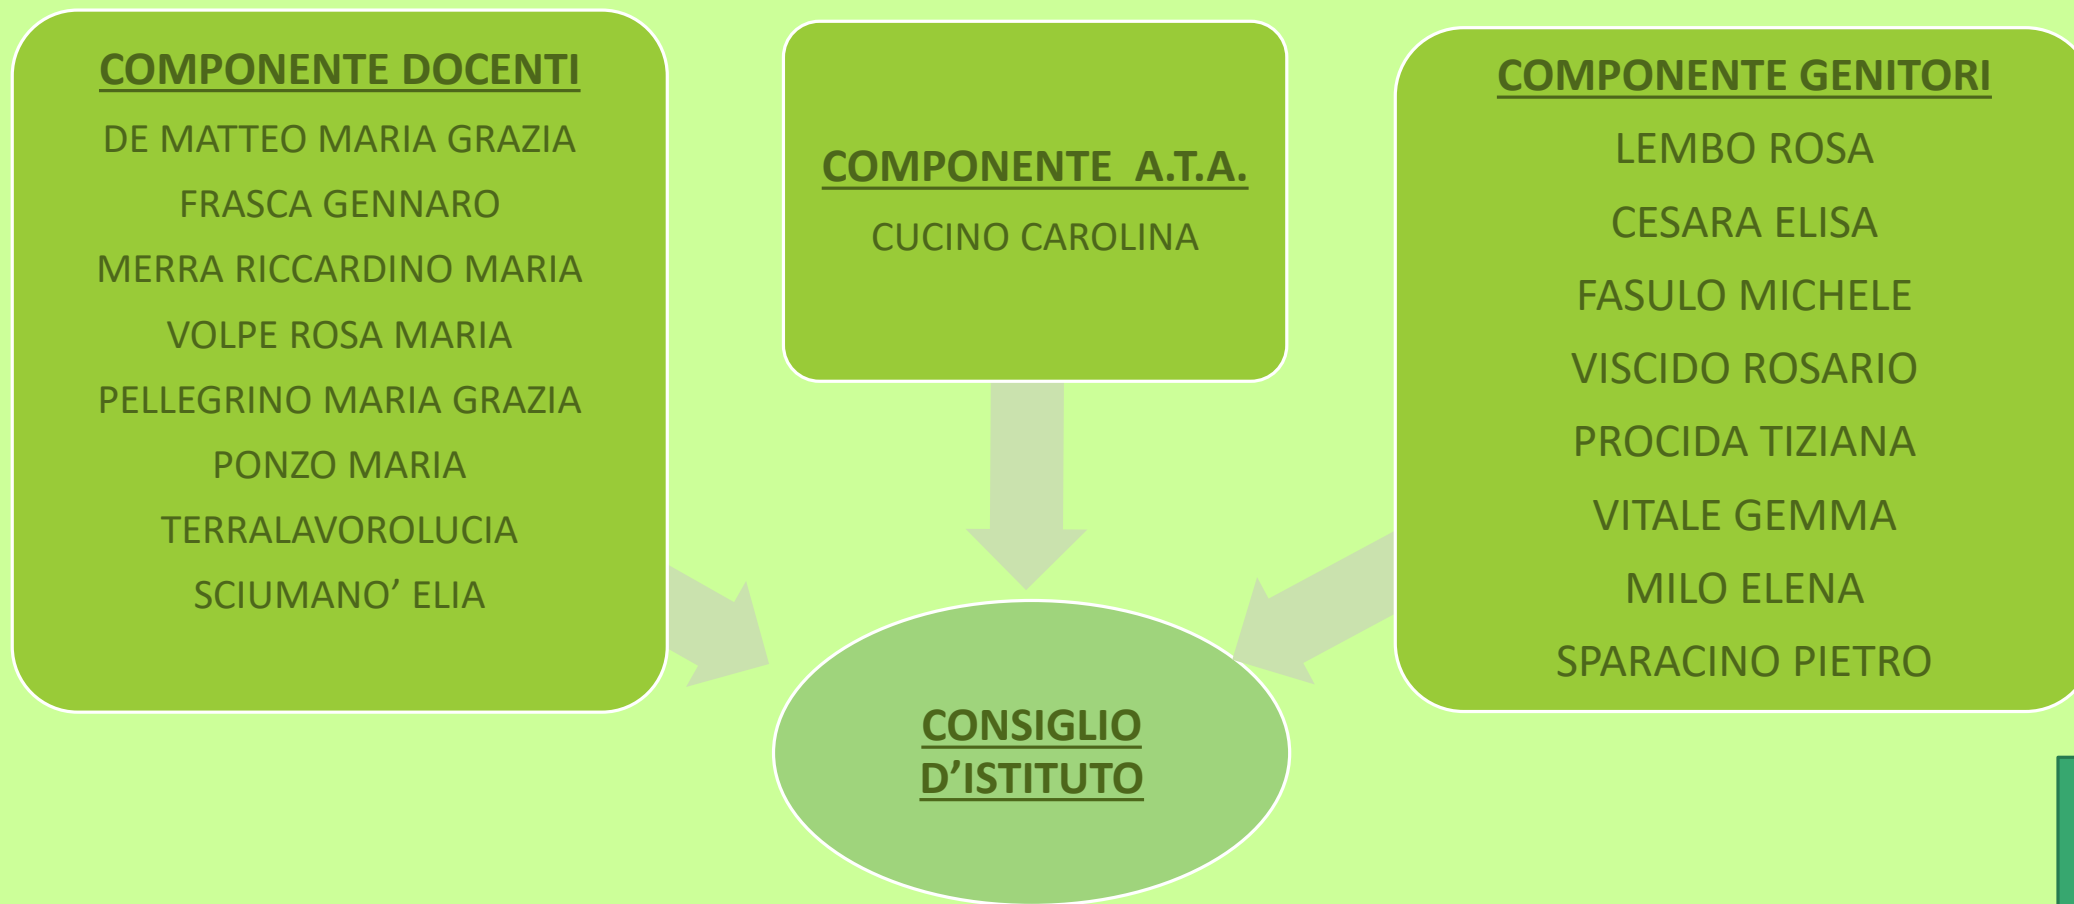 COMPONENTE DOCENTI
DE MATTEO MARIA GRAZIA
FRASCA GENNARO
MERRA RICCARDINO MARIA
VOLPE ROSA MARIA
PELLEGRINO MARIA GRAZIA
PONZO MARIA
TERRALAVOROLUCIA
SCIUMANO’ ELIA
COMPONENTE A.T.A.
CUCINO CAROLINA
COMPONENTE GENITORI
LEMBO ROSA
CESARA ELISA
FASULO MICHELE
VISCIDO ROSARIO
PROCIDA TIZIANA
VITALE GEMMA
MILO ELENA
SPARACINO PIETRO
CONSIGLIO
D’ISTITUTO